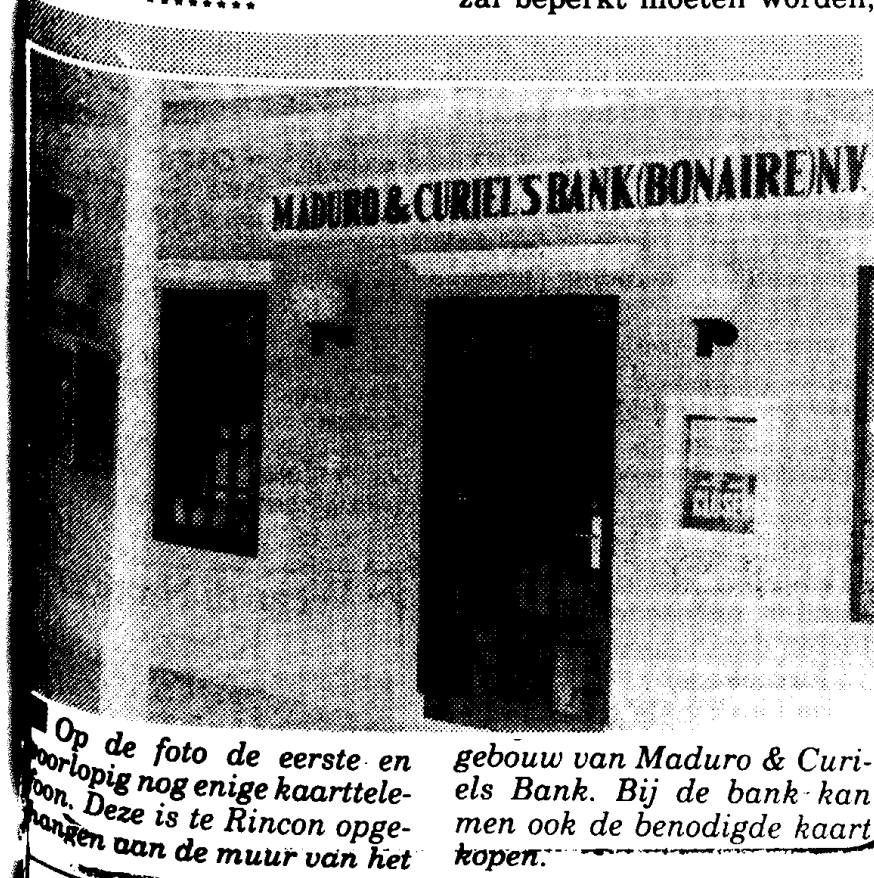 ********
zal beperkt moeten worden,
MADURO & CURIEL'S BANK (BONAIRE) N.V.
Op de foto de eerste en
voorlopig nog enige kaarttele-
foon. Deze is te Rincon opge-
hangen aan de muur van het
gebouw van Maduro & Curi-
els Bank. Bij de bank kan
men ook de benodigde kaart
kopen.